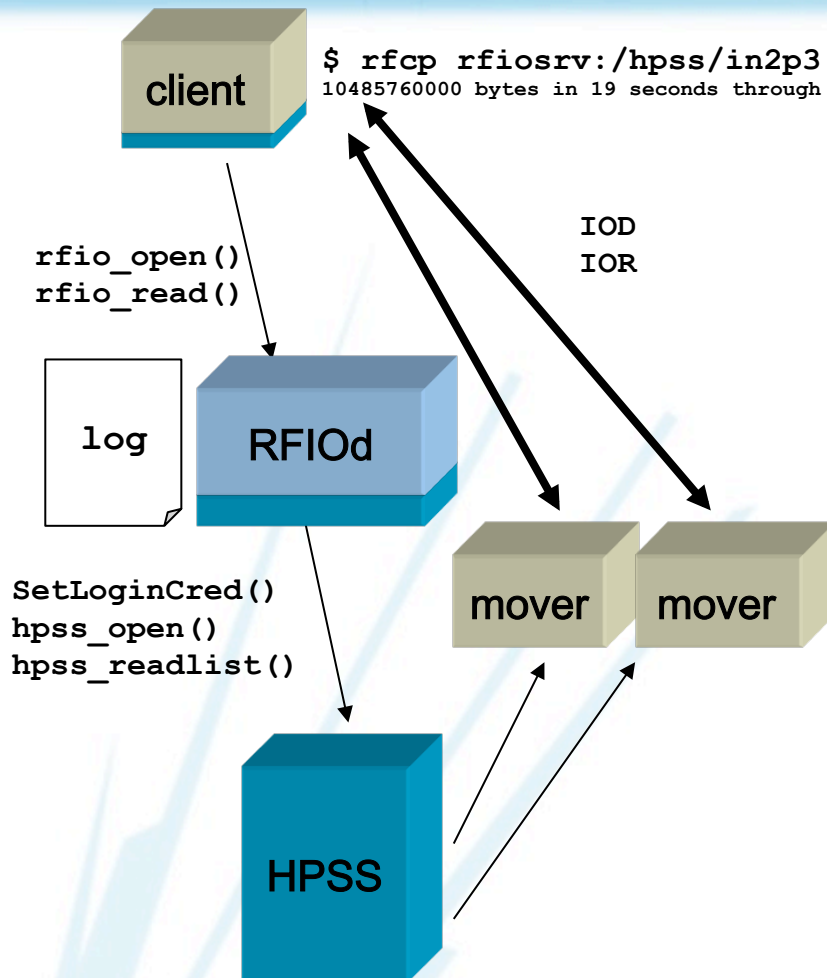 $ rfcp rfiosrv:/hpss/in2p3
10485760000 bytes in 19 seconds through
client
IOD
IOR
rfio_open()
rfio_read()
log
RFIOd
SetLoginCred()
hpss_open()
hpss_readlist()
mover
mover
HPSS